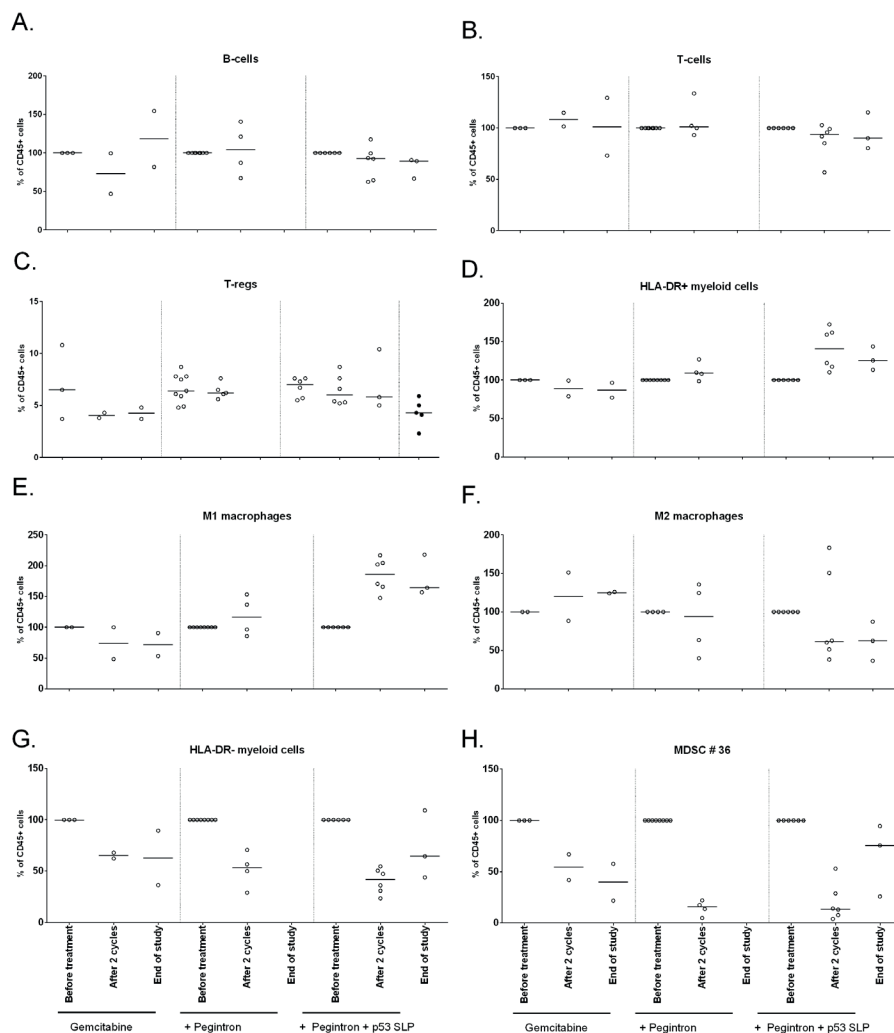 A.
B-cells
200
150
100
50
0
% of CD45+ cells
B.
T-cells
150
100
50
0
% of CD45+ cells
C.
T-regs
15
10
5
0
% of CD45+ cells
D.
HLA-DR+ myeloid cells
200
150
100
50
0
% of CD45+ cells
E.
M1 macrophages
250
200
150
100
50
0
% of CD45+ cells
F.
M2 macrophages
200
150
100
50
0
% of CD45+ cells
G.
HLA-DR- myeloid cells
150
100
50
0
% of CD45+ cells
Before treatment
After 2 cycles
End of study
Before treatment
After 2 cycles
End of study
Before treatment
After 2 cycles
End of study
Gemcitabine
+ Pegintron
+ Pegintron + p53 SLP
H.
MDSC # 36
150
100
50
0
% of CD45+ cells
Before treatment
After 2 cycles
End of study
Before treatment
After 2 cycles
End of study
Before treatment
After 2 cycles
End of study
Gemcitabine
+ Pegintron
+ Pegintron + p53 SLP